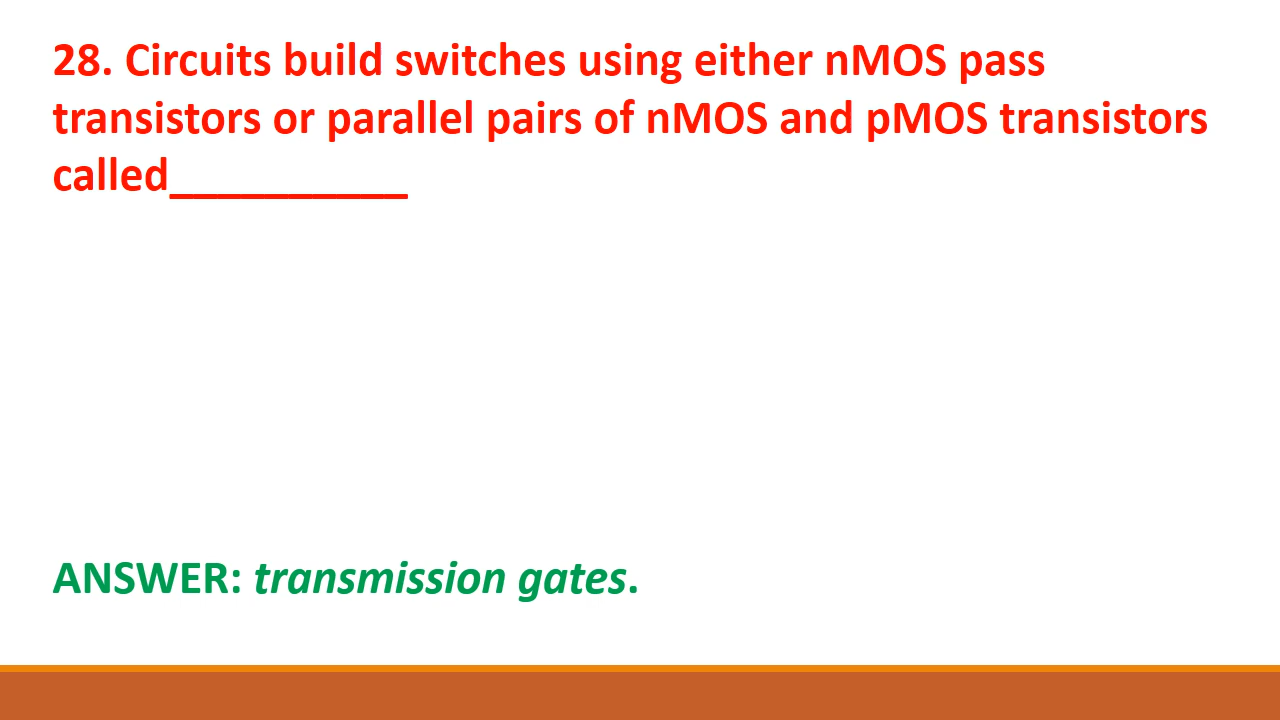 28. Circuits build switches using either nMOS pass
transistors or parallel pairs of nMOS and pMOS transistors
called__________
ANSWER: transmission gates.